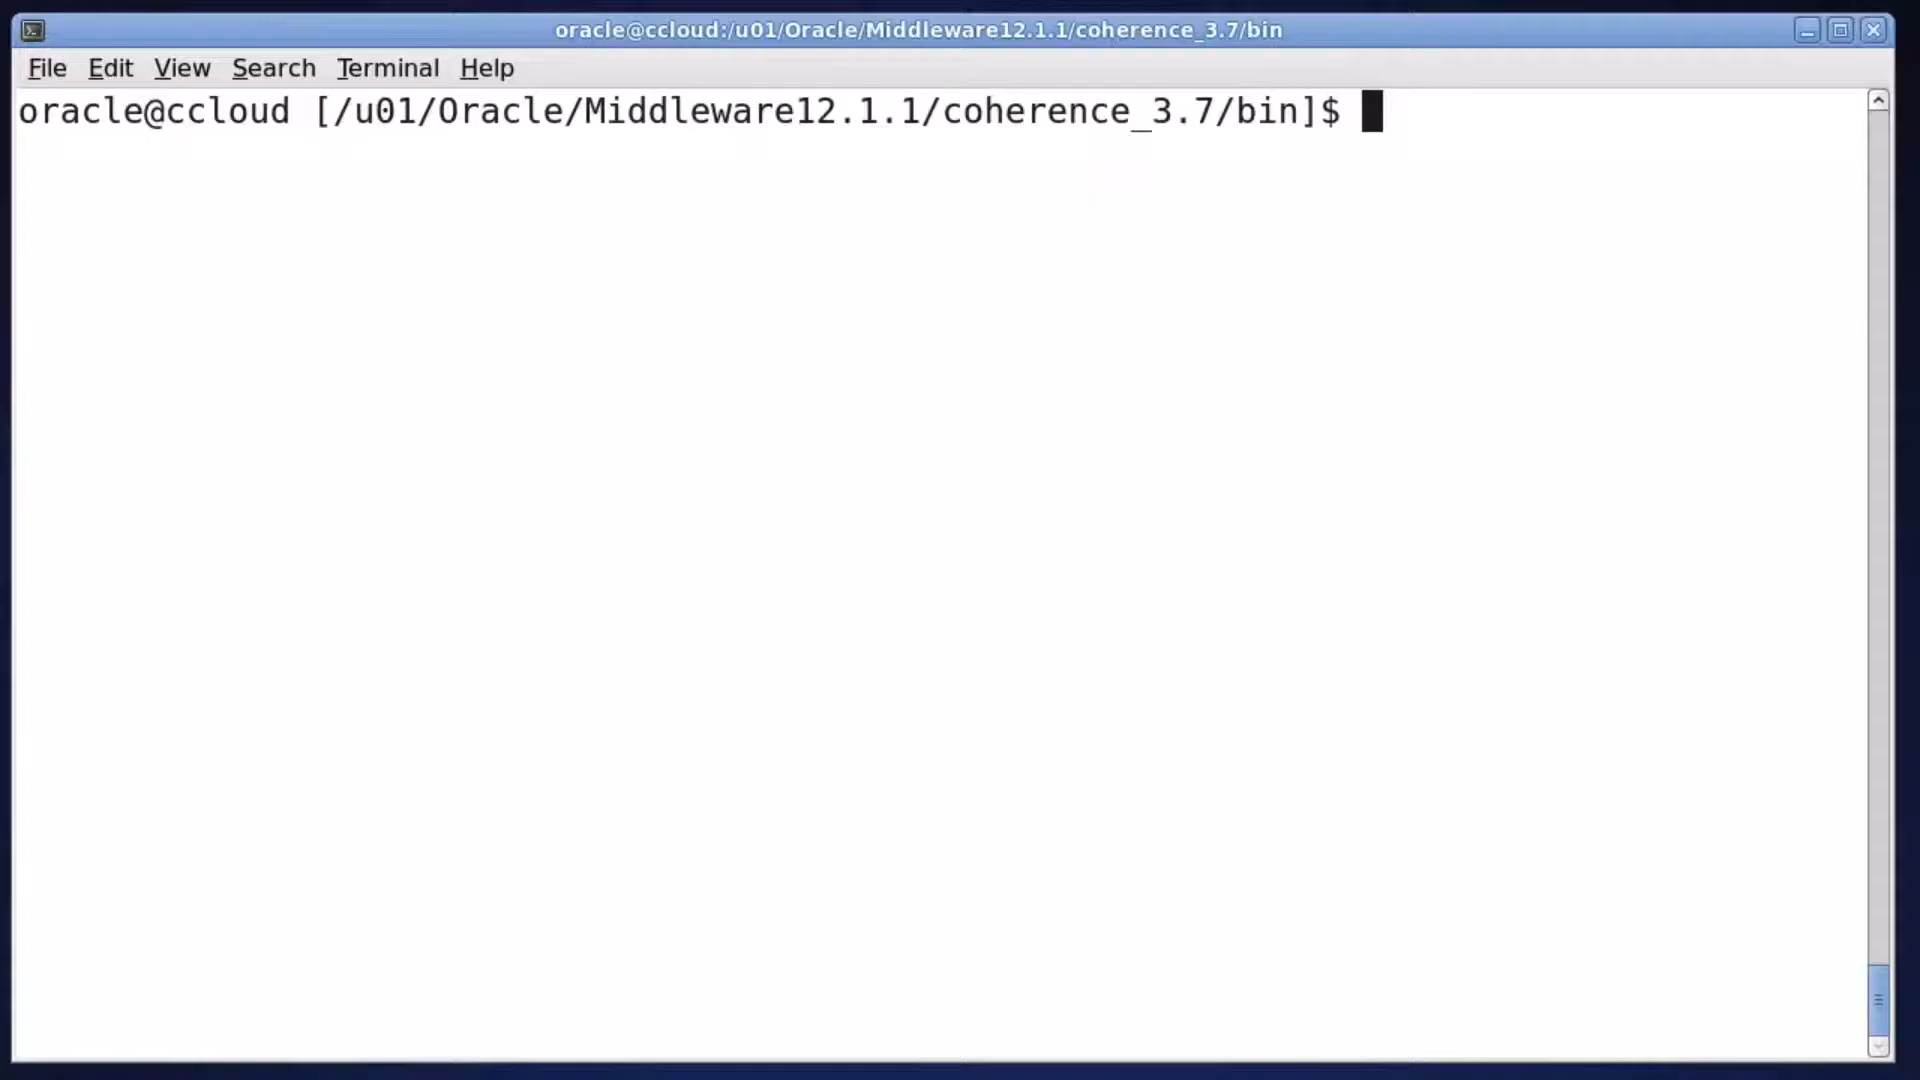 oracle@ccloud:/u01/Oracle/Middleware12.1.1/coherence_3.7/bin
File Edit View Search Terminal Help
oracle@ccloud [/u01/Oracle/Middleware12.1.1/coherence_3.7/bin]$